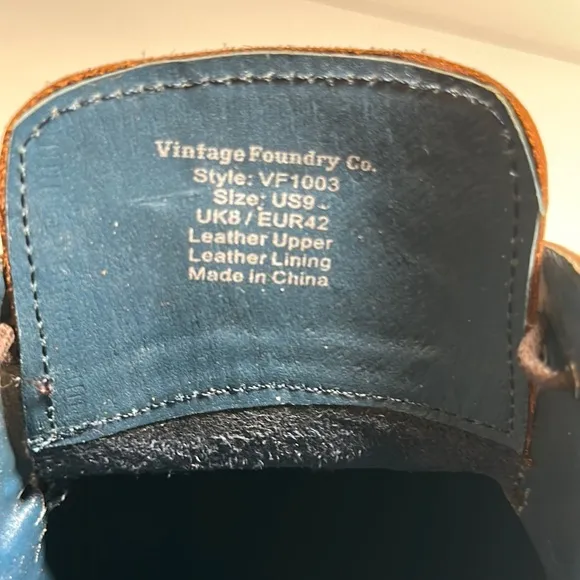 Vintage Foundry Co.
Style: VF1003
Size: US9
UK8 / EUR42
Leather Upper
Leather Lining
Made in China